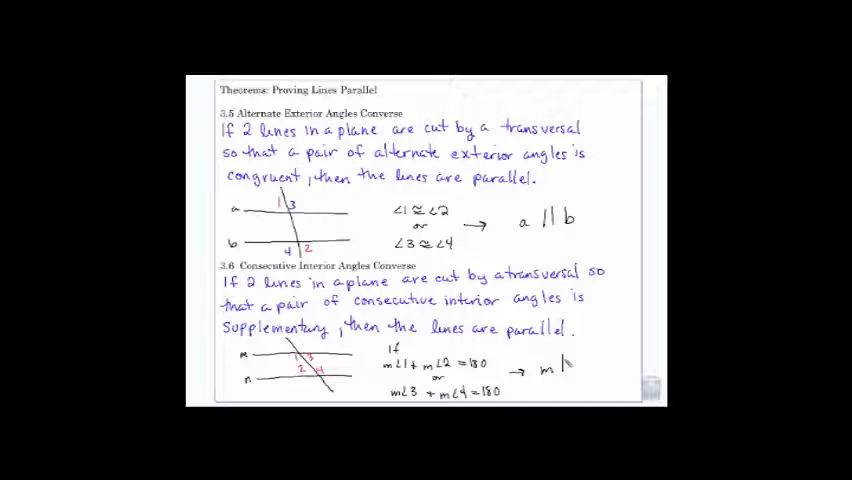 Theorems: Proving Lines Parallel
3.5 Alternate Exterior Angles Converse
If 2 lines in a plane are cut by a transversal
so that a pair of alternate exterior angles is
congruent, then the lines are parallel.
1 3
a
b
4 2
∠1 ≅ ∠2
or
∠3 ≅ ∠4
→ a || b
3.6 Consecutive Interior Angles Converse
If 2 lines in a plane are cut by a transversal so
that a pair of consecutive interior angles is
supplementary, then the lines are parallel.
m
1 3
2 4
n
If
m∠1 + m∠2 = 180
or
m∠3 + m∠4 = 180
→ m